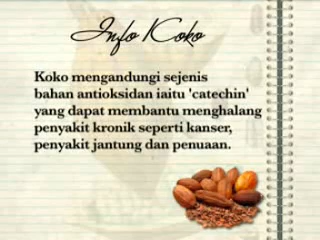 Info Koko
Koko mengandungi sejenis
bahan antioksidan iaitu 'catechin'
yang dapat membantu menghalang
penyakit kronik seperti kanser,
penyakit jantung dan penuaan.